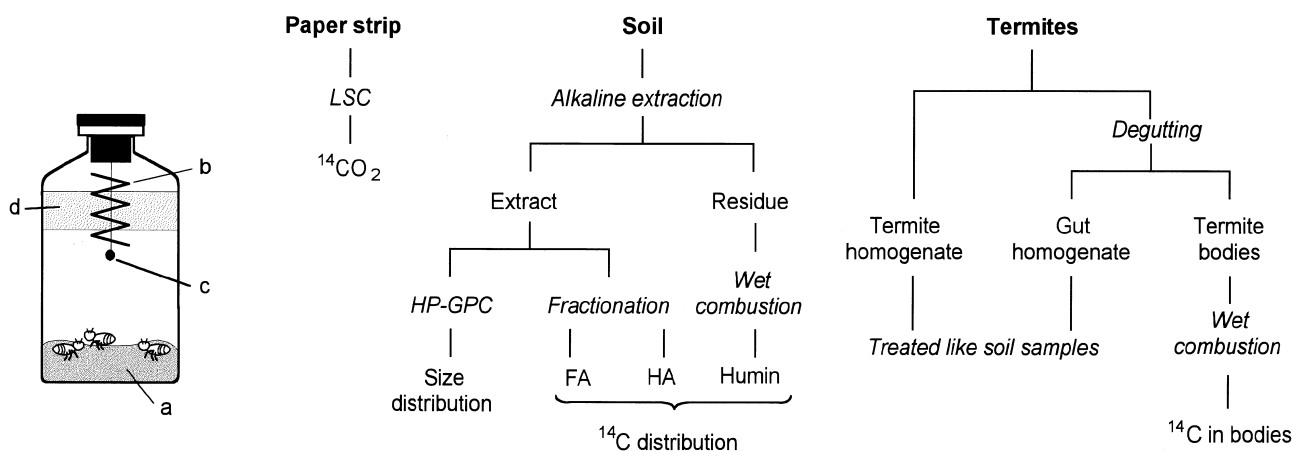 Paper strip
LSC
14CO2
Soil
Alkaline extraction
Extract
Residue
HP-GPC
Fractionation
Wet
combustion
Size
distribution
FA
HA
Humin
14C distribution
Termites
Degutting
Termite
homogenate
Gut
homogenate
Termite
bodies
Treated like soil samples
Wet
combustion
14C in bodies
b
d
c
a